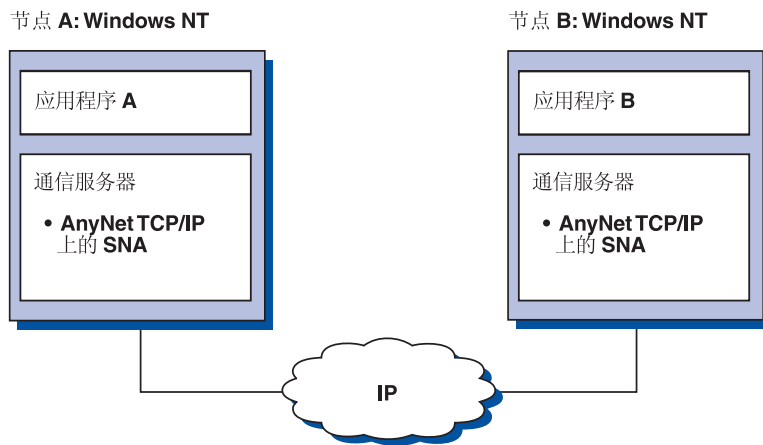 节点 A: Windows NT
应用程序 A
通信服务器
• AnyNet TCP/IP
上的 SNA
节点 B: Windows NT
应用程序 B
通信服务器
• AnyNet TCP/IP
上的 SNA
IP